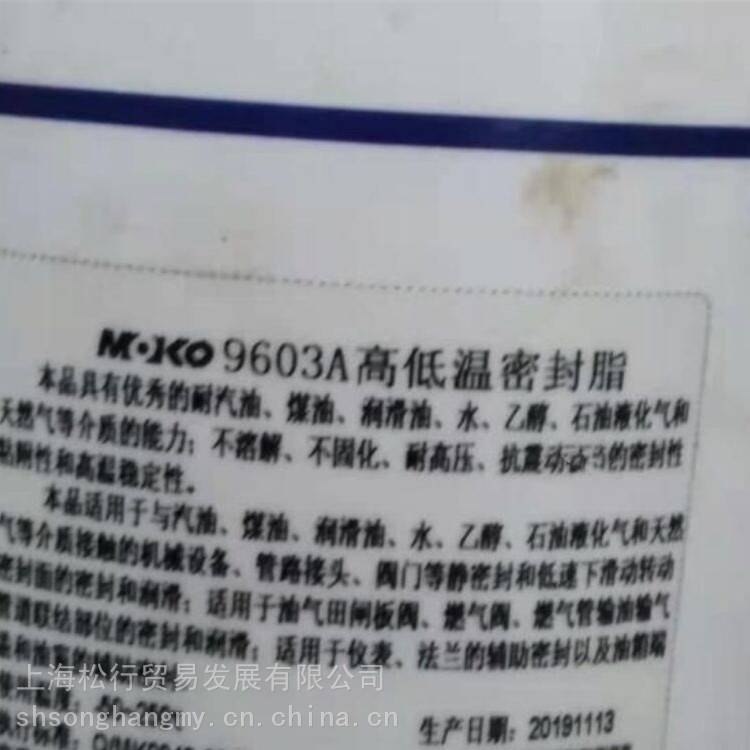 M·KO 9603A高低温密封脂
本品具有优秀的耐汽油、煤油、润滑油、水、乙醇、石油液化气和
天然气等介质的能力；不溶解、不固化、耐高压、抗震动 的密封性
粘附性和高温稳定性。
本品适用于与汽油、煤油、润滑油、水、乙醇、石油液化气和天然
气等介质接触的机械设备、管路接头、阀门等静密封和低速下滑动转动
密封面的密封和润滑；适用于油气田闸板阀、燃气阀、燃气管输油输气
管道联结部位的密封和润滑；适用于仪表、法兰的辅助密封以及油箱端
上海松行贸易发展有限公司
shsonghangmy.cn.china.cn
生产日期：20191113
执行标准：